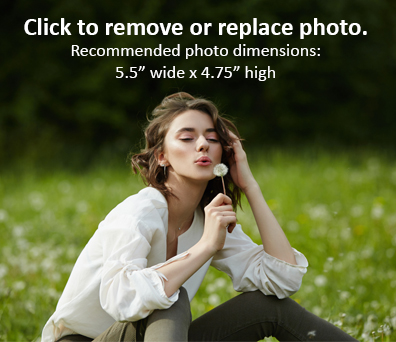 Click to remove or replace photo.
Recommended photo dimensions:
5.5” wide x 4.75” high